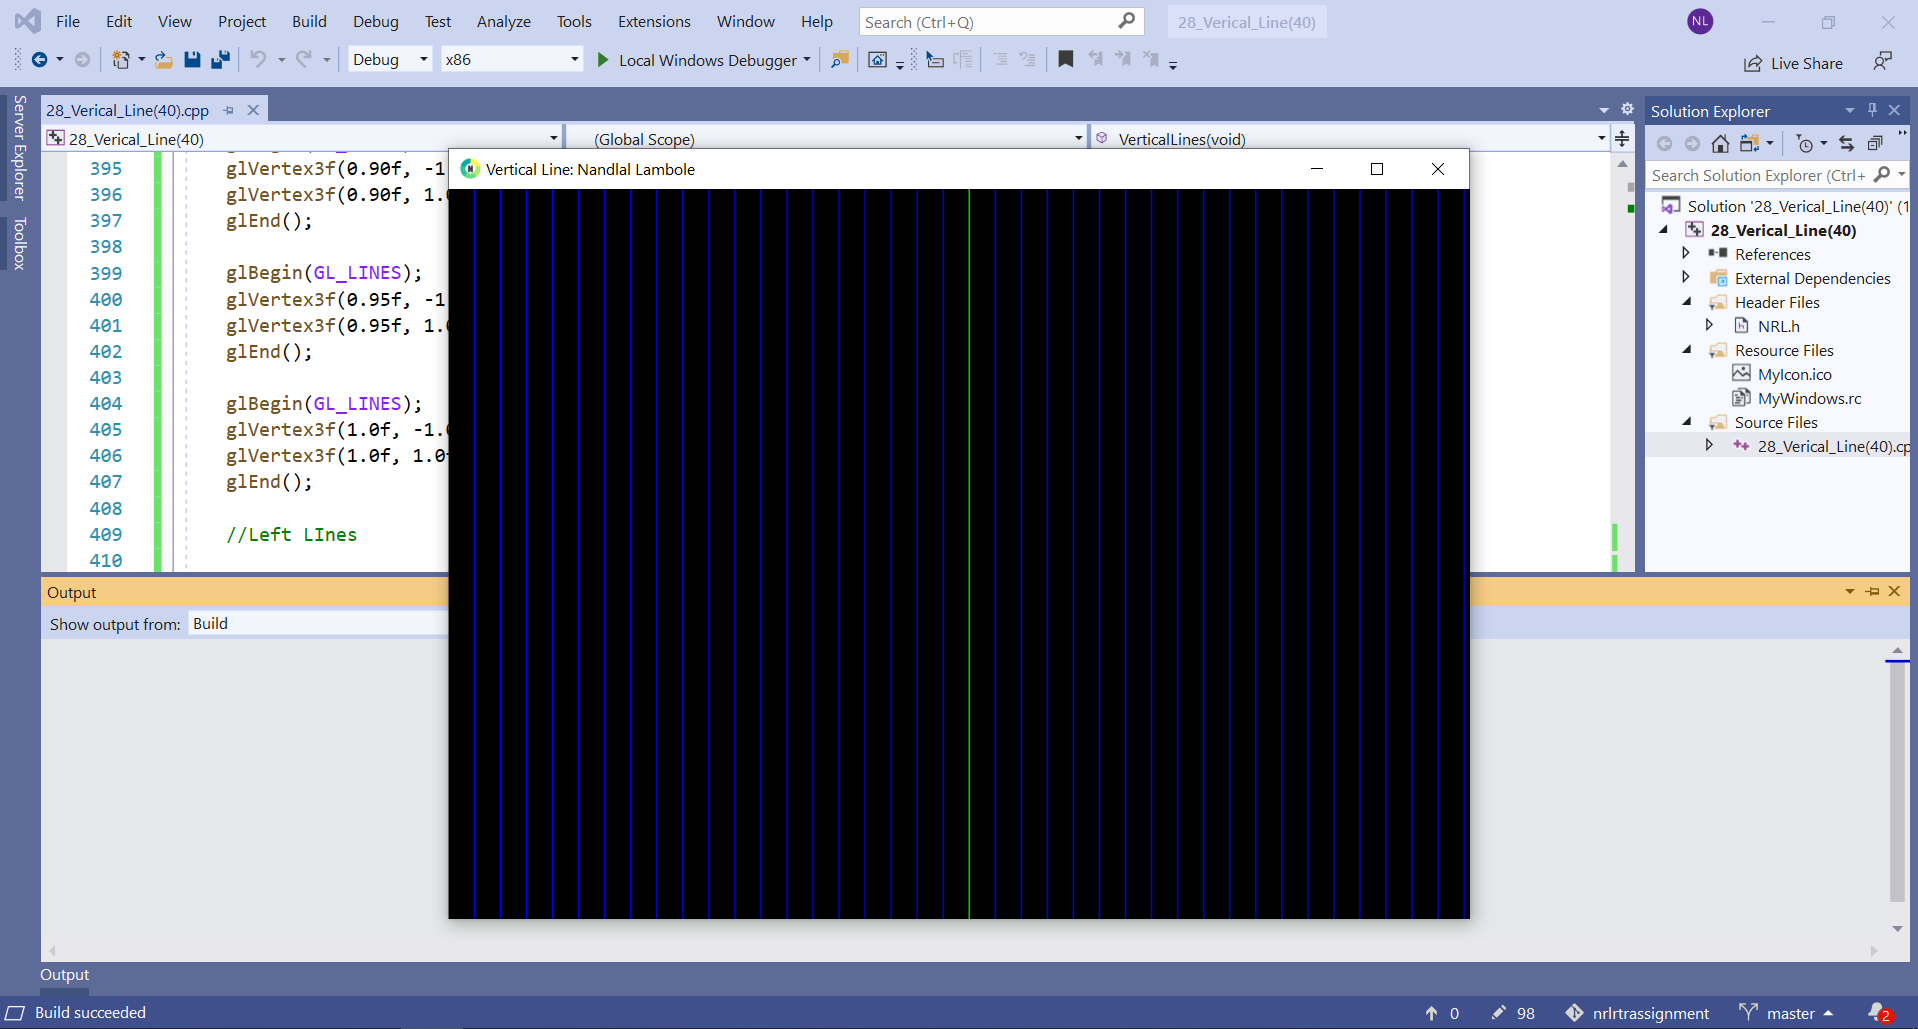 File Edit View Project Build Debug Test Analyze Tools Extensions Window Help Search (Ctrl+Q) 28_Verical_Line(40) NL
Debug x86 Local Windows Debugger Live Share
Server Explorer
Toolbox
28_Verical_Line(40).cpp
28_Verical_Line(40) (Global Scope) VerticalLines(void)
395 glVertex3f(0.90f, -1
396 glVertex3f(0.90f, 1.0
397 glEnd();
398
399 glBegin(GL_LINES);
400 glVertex3f(0.95f, -1
401 glVertex3f(0.95f, 1.0
402 glEnd();
403
404 glBegin(GL_LINES);
405 glVertex3f(1.0f, -1.0
406 glVertex3f(1.0f, 1.0f
407 glEnd();
408
409 //Left LInes
410
Vertical Line: Nandlal Lambole
Solution Explorer
Search Solution Explorer (Ctrl+
Solution '28_Verical_Line(40)' (1
28_Verical_Line(40)
References
External Dependencies
Header Files
NRL.h
Resource Files
MyIcon.ico
MyWindows.rc
Source Files
28_Verical_Line(40).cp
Output
Show output from: Build
Output
Build succeeded 0 98 nrlrtrassignment master 2